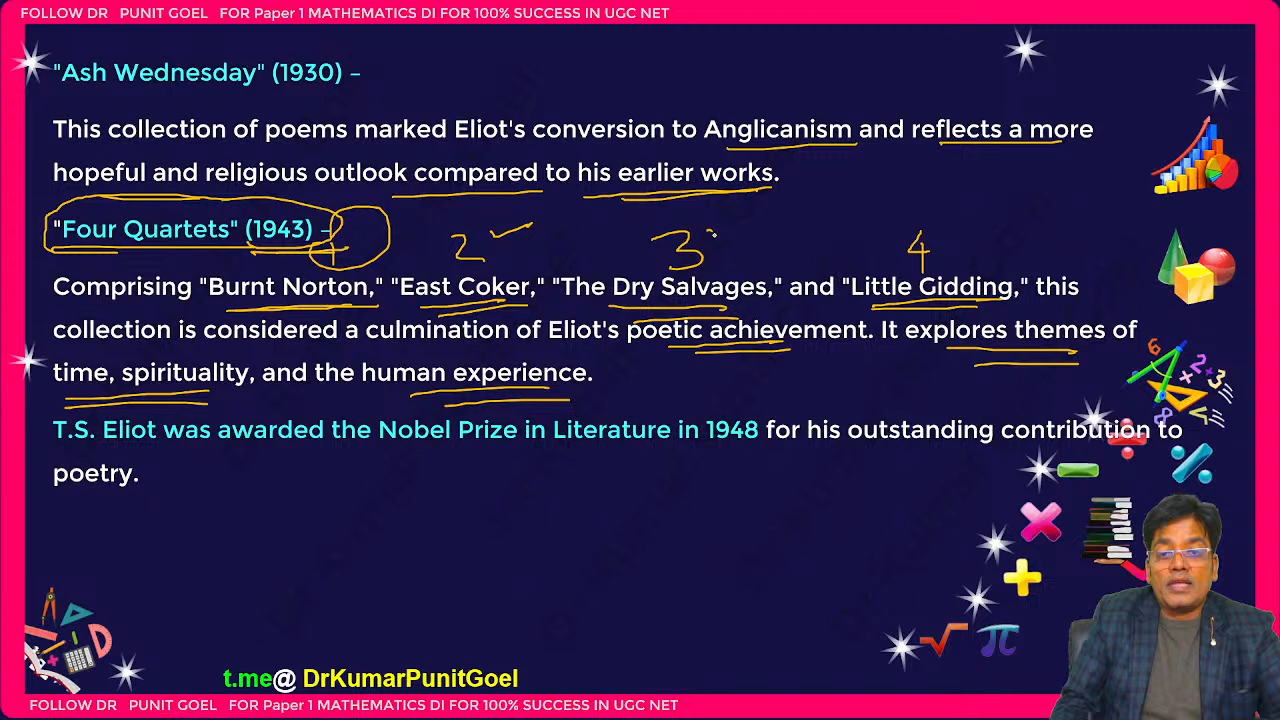 FOLLOW DR PUNIT GOEL FOR Paper 1 MATHEMATICS DI FOR 100% SUCCESS IN UGC NET
"Ash Wednesday" (1930) –
This collection of poems marked Eliot's conversion to Anglicanism and reflects a more
hopeful and religious outlook compared to his earlier works.
"Four Quartets" (1943) –
1 2 3 4
Comprising "Burnt Norton," "East Coker," "The Dry Salvages," and "Little Gidding," this
collection is considered a culmination of Eliot's poetic achievement. It explores themes of
time, spirituality, and the human experience.
T.S. Eliot was awarded the Nobel Prize in Literature in 1948 for his outstanding contribution to
poetry.
t.me@ DrKumarPunitGoel
FOLLOW DR PUNIT GOEL FOR Paper 1 MATHEMATICS DI FOR 100% SUCCESS IN UGC NET